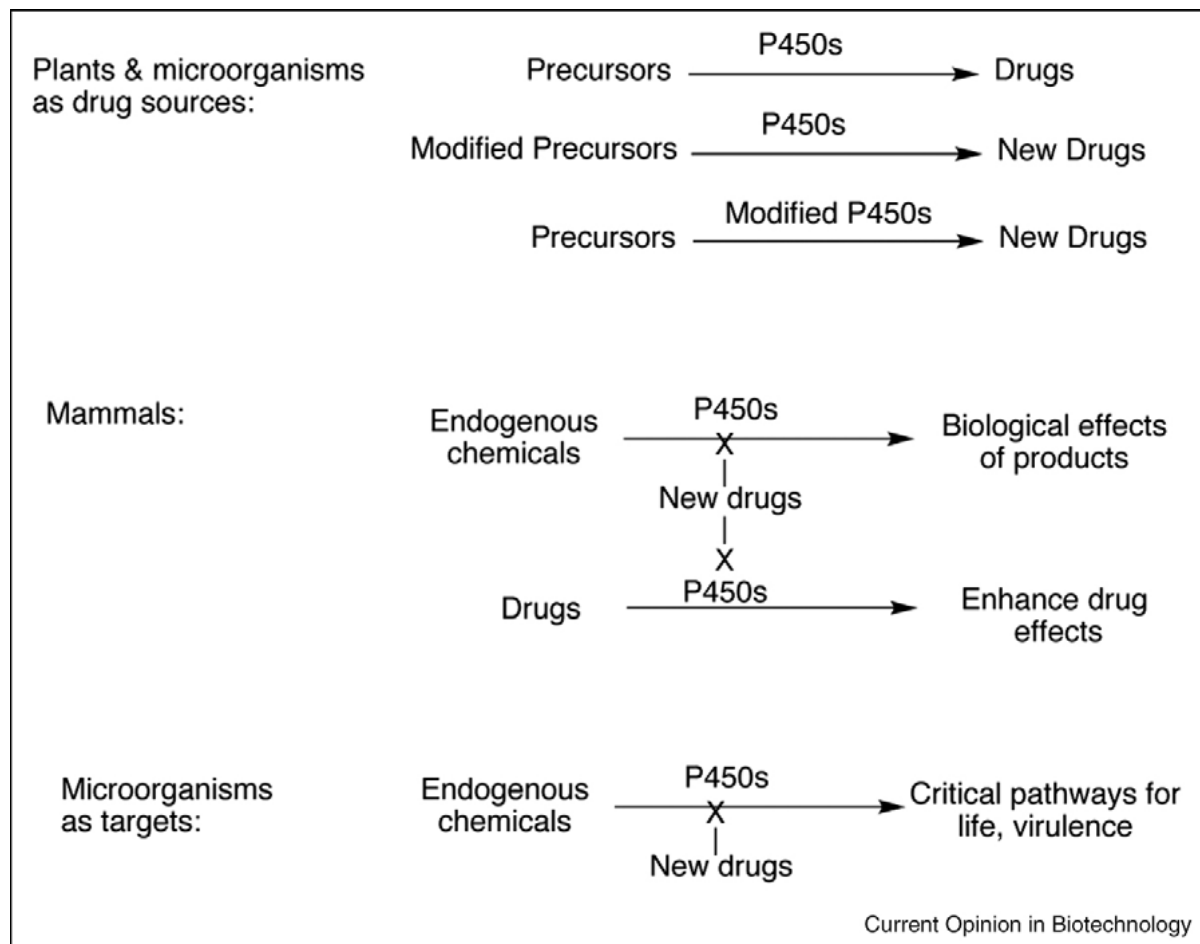 Plants & microorganisms
as drug sources:
Precursors
P450s
Drugs
Modified Precursors
P450s
New Drugs
Precursors
Modified P450s
New Drugs
Mammals:
Endogenous
chemicals
P450s
X
Biological effects
of products
New drugs
X
Drugs
P450s
Enhance drug
effects
Microorganisms
as targets:
Endogenous
chemicals
P450s
X
Critical pathways for
life, virulence
New drugs
Current Opinion in Biotechnology